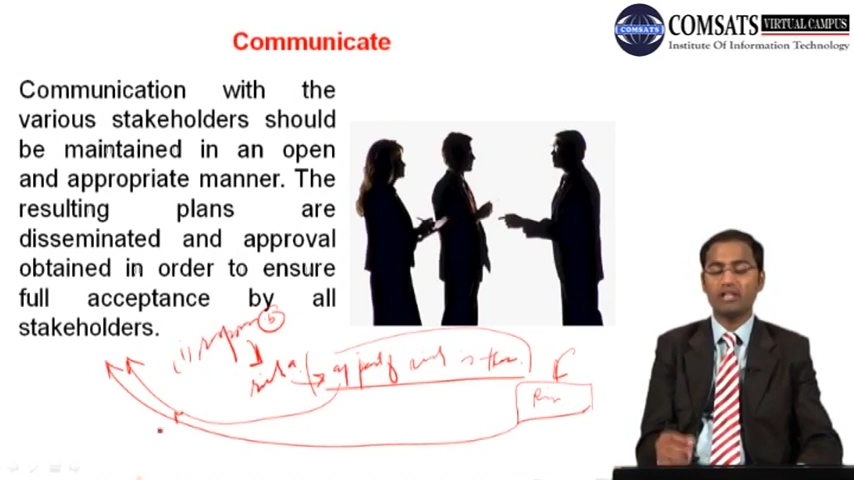 Communicate
COMSATS VIRTUAL CAMPUS
Institute Of Information Technology
COMSATS
Communication with the
various stakeholders should
be maintained in an open
and appropriate manner. The
resulting plans are
disseminated and approval
obtained in order to ensure
full acceptance by all
stakeholders.